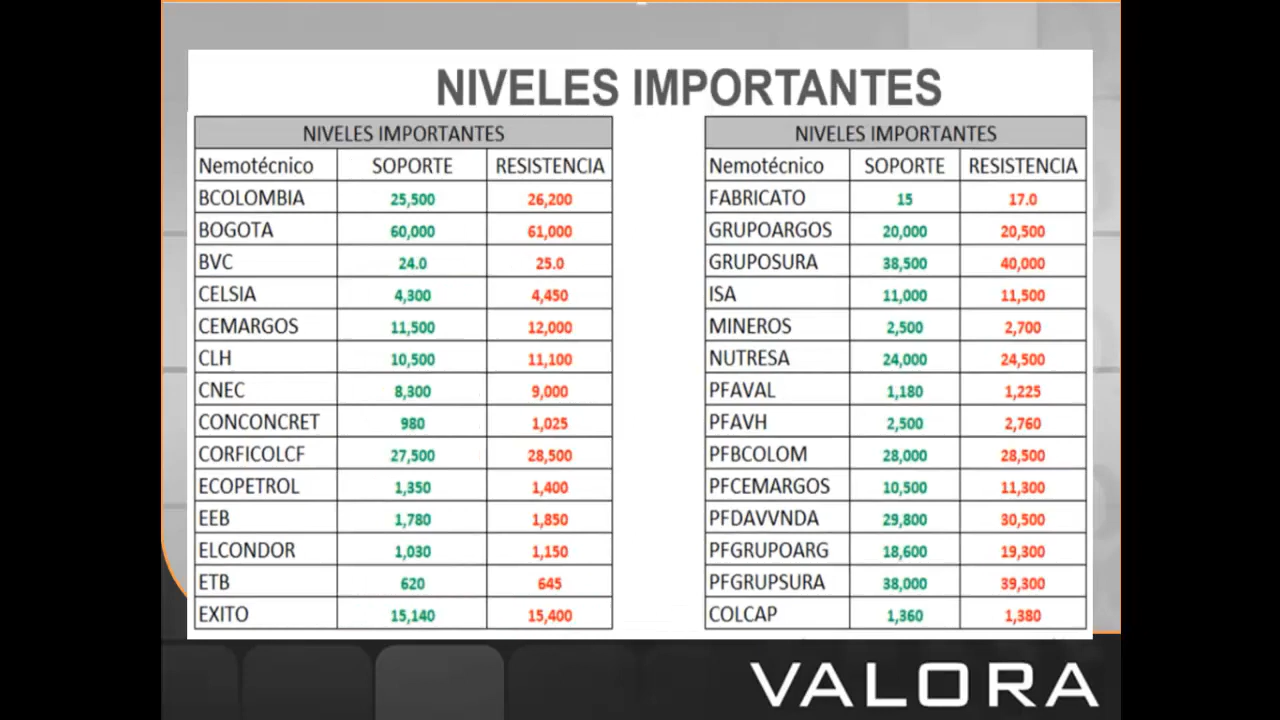 NIVELES IMPORTANTES
NIVELES IMPORTANTES
Nemotécnico SOPORTE RESISTENCIA
BCOLOMBIA 25,500 26,200
BOGOTA 60,000 61,000
BVC 24.0 25.0
CELSIA 4,300 4,450
CEMARGOS 11,500 12,000
CLH 10,500 11,100
CNEC 8,300 9,000
CONCONCRET 980 1,025
CORFICOLCF 27,500 28,500
ECOPETROL 1,350 1,400
EEB 1,780 1,850
ELCONDOR 1,030 1,150
ETB 620 645
EXITO 15,140 15,400
NIVELES IMPORTANTES
Nemotécnico SOPORTE RESISTENCIA
FABRICATO 15 17.0
GRUPOARGOS 20,000 20,500
GRUPOSURA 38,500 40,000
ISA 11,000 11,500
MINEROS 2,500 2,700
NUTRESA 24,000 24,500
PFAVAL 1,180 1,225
PFAVH 2,500 2,760
PFBCOLOM 28,000 28,500
PFCEMARGOS 10,500 11,300
PFDAVVNDA 29,800 30,500
PFGRUPOARG 18,600 19,300
PFGRUPSURA 38,000 39,300
COLCAP 1,360 1,380
VALORA